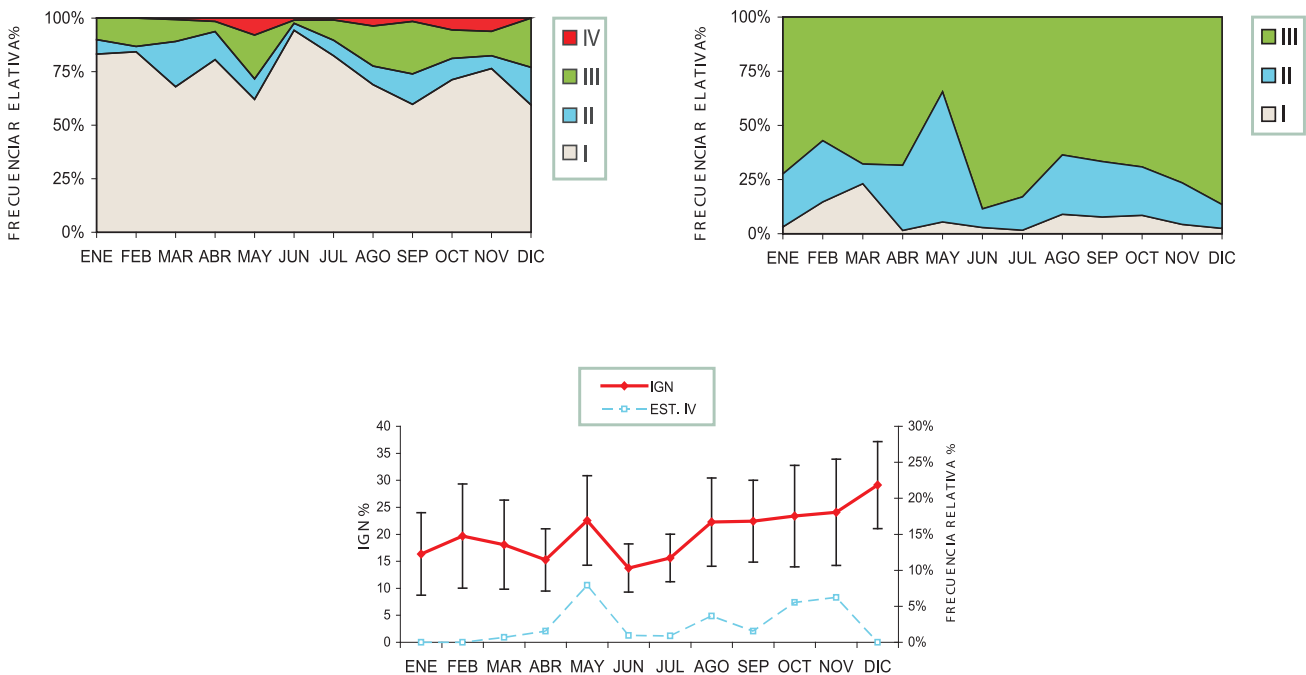 FRECUENCIAR ELATIVA%
100%
75%
50%
25%
0%
ENE FEB MAR ABR MAY JUN JUL AGO SEP OCT NOV DIC
IV
III
II
I
FRECUENCIAR ELATIVA%
100%
75%
50%
25%
0%
ENE FEB MAR ABR MAY JUN JUL AGO SEP OCT NOV DIC
III
II
I
IGN
EST. IV
IGN%
40
35
30
25
20
15
10
5
0
30%
25%
20%
15%
10%
5%
0%
FRECUENCIA RELATIVA %
ENE FEB MAR ABR MAY JUN JUL AGO SEP OCT NOV DIC